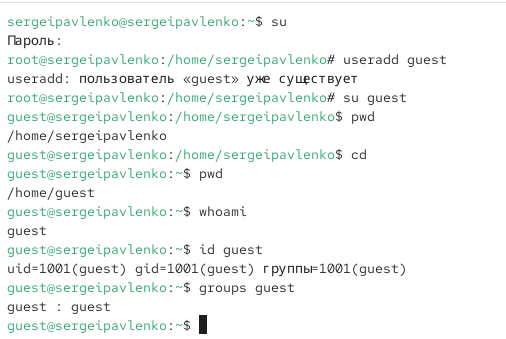 sergeipavlenko@sergeipavlenko:~$ su
Пароль:
root@sergeipavlenko:/home/sergeipavlenko# useradd guest
useradd: пользователь «guest» уже существует
root@sergeipavlenko:/home/sergeipavlenko# su guest
guest@sergeipavlenko:/home/sergeipavlenko$ pwd
/home/sergeipavlenko
guest@sergeipavlenko:/home/sergeipavlenko$ cd
guest@sergeipavlenko:~$ pwd
/home/guest
guest@sergeipavlenko:~$ whoami
guest
guest@sergeipavlenko:~$ id guest
uid=1001(guest) gid=1001(guest) группы=1001(guest)
guest@sergeipavlenko:~$ groups guest
guest : guest
guest@sergeipavlenko:~$